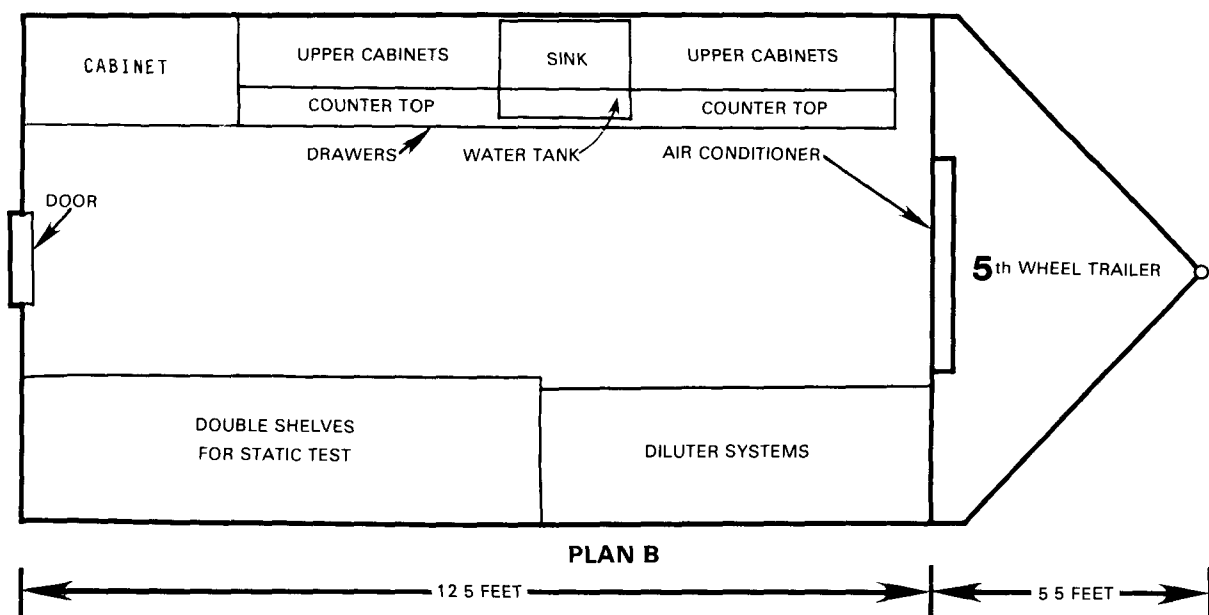 CABINET
UPPER CABINETS
SINK
UPPER CABINETS
COUNTER TOP
COUNTER TOP
DRAWERS
WATER TANK
AIR CONDITIONER
DOOR
5th WHEEL TRAILER
DOUBLE SHELVES
FOR STATIC TEST
DILUTER SYSTEMS
PLAN B
12 5 FEET
5 5 FEET